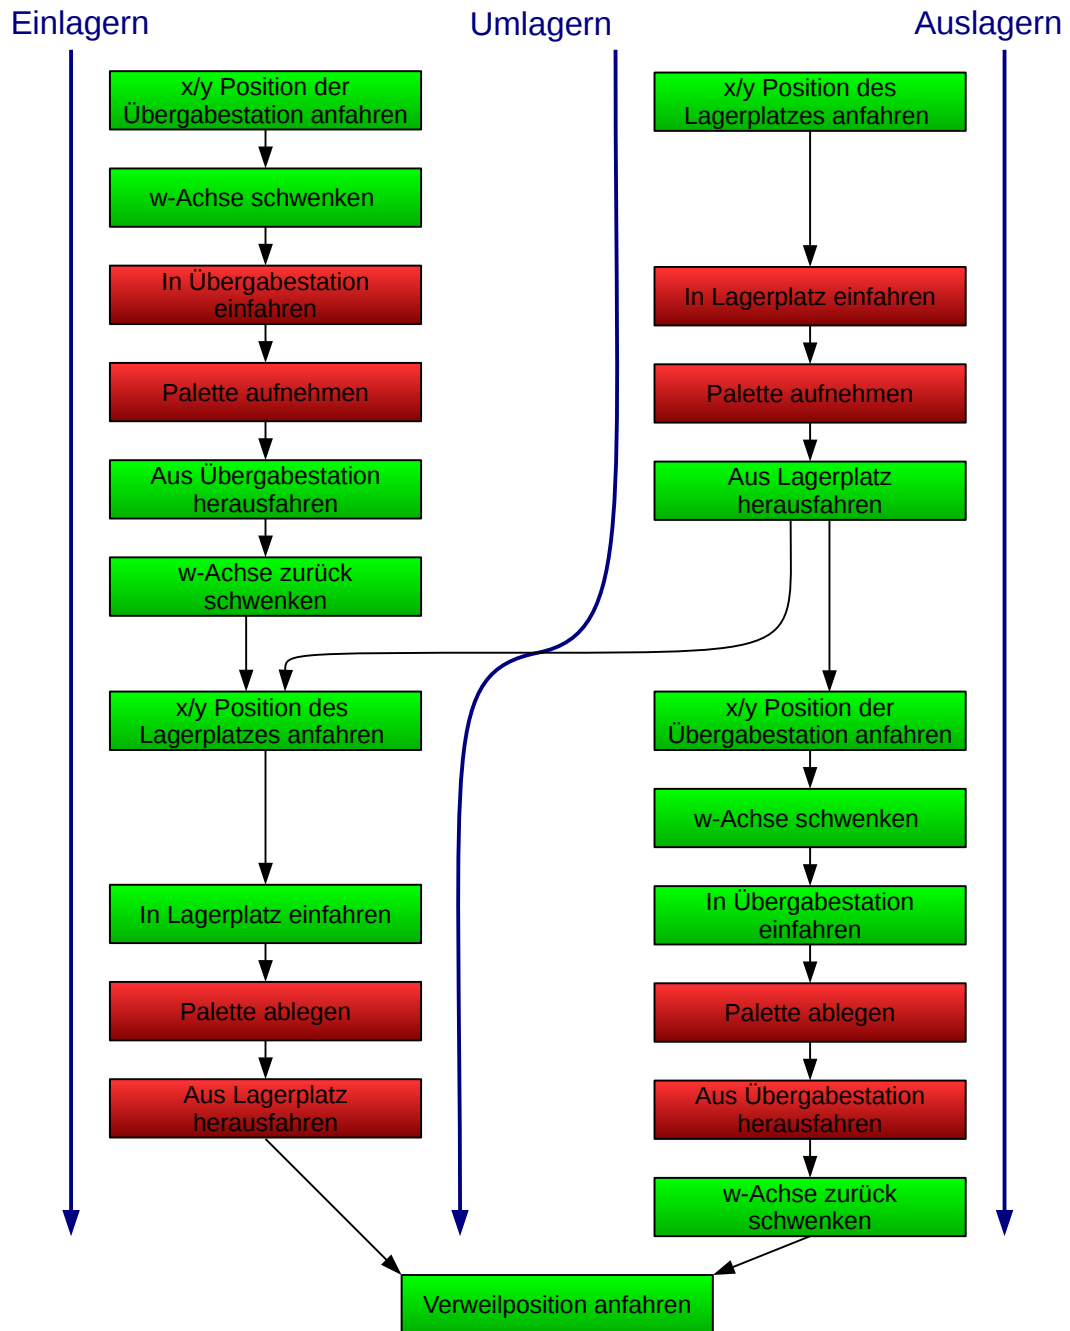 Einlagern
Umlagern
Auslagern
x/y Position der
Übergabestation anfahren
w-Achse schwenken
In Übergabestation
einfahren
Palette aufnehmen
Aus Übergabestation
herausfahren
w-Achse zurück
schwenken
x/y Position des
Lagerplatzes anfahren
In Lagerplatz einfahren
Palette ablegen
Aus Lagerplatz
herausfahren
x/y Position des
Lagerplatzes anfahren
In Lagerplatz einfahren
Palette aufnehmen
Aus Lagerplatz
herausfahren
x/y Position der
Übergabestation anfahren
w-Achse schwenken
In Übergabestation
einfahren
Palette ablegen
Aus Übergabestation
herausfahren
w-Achse zurück
schwenken
Verweilposition anfahren